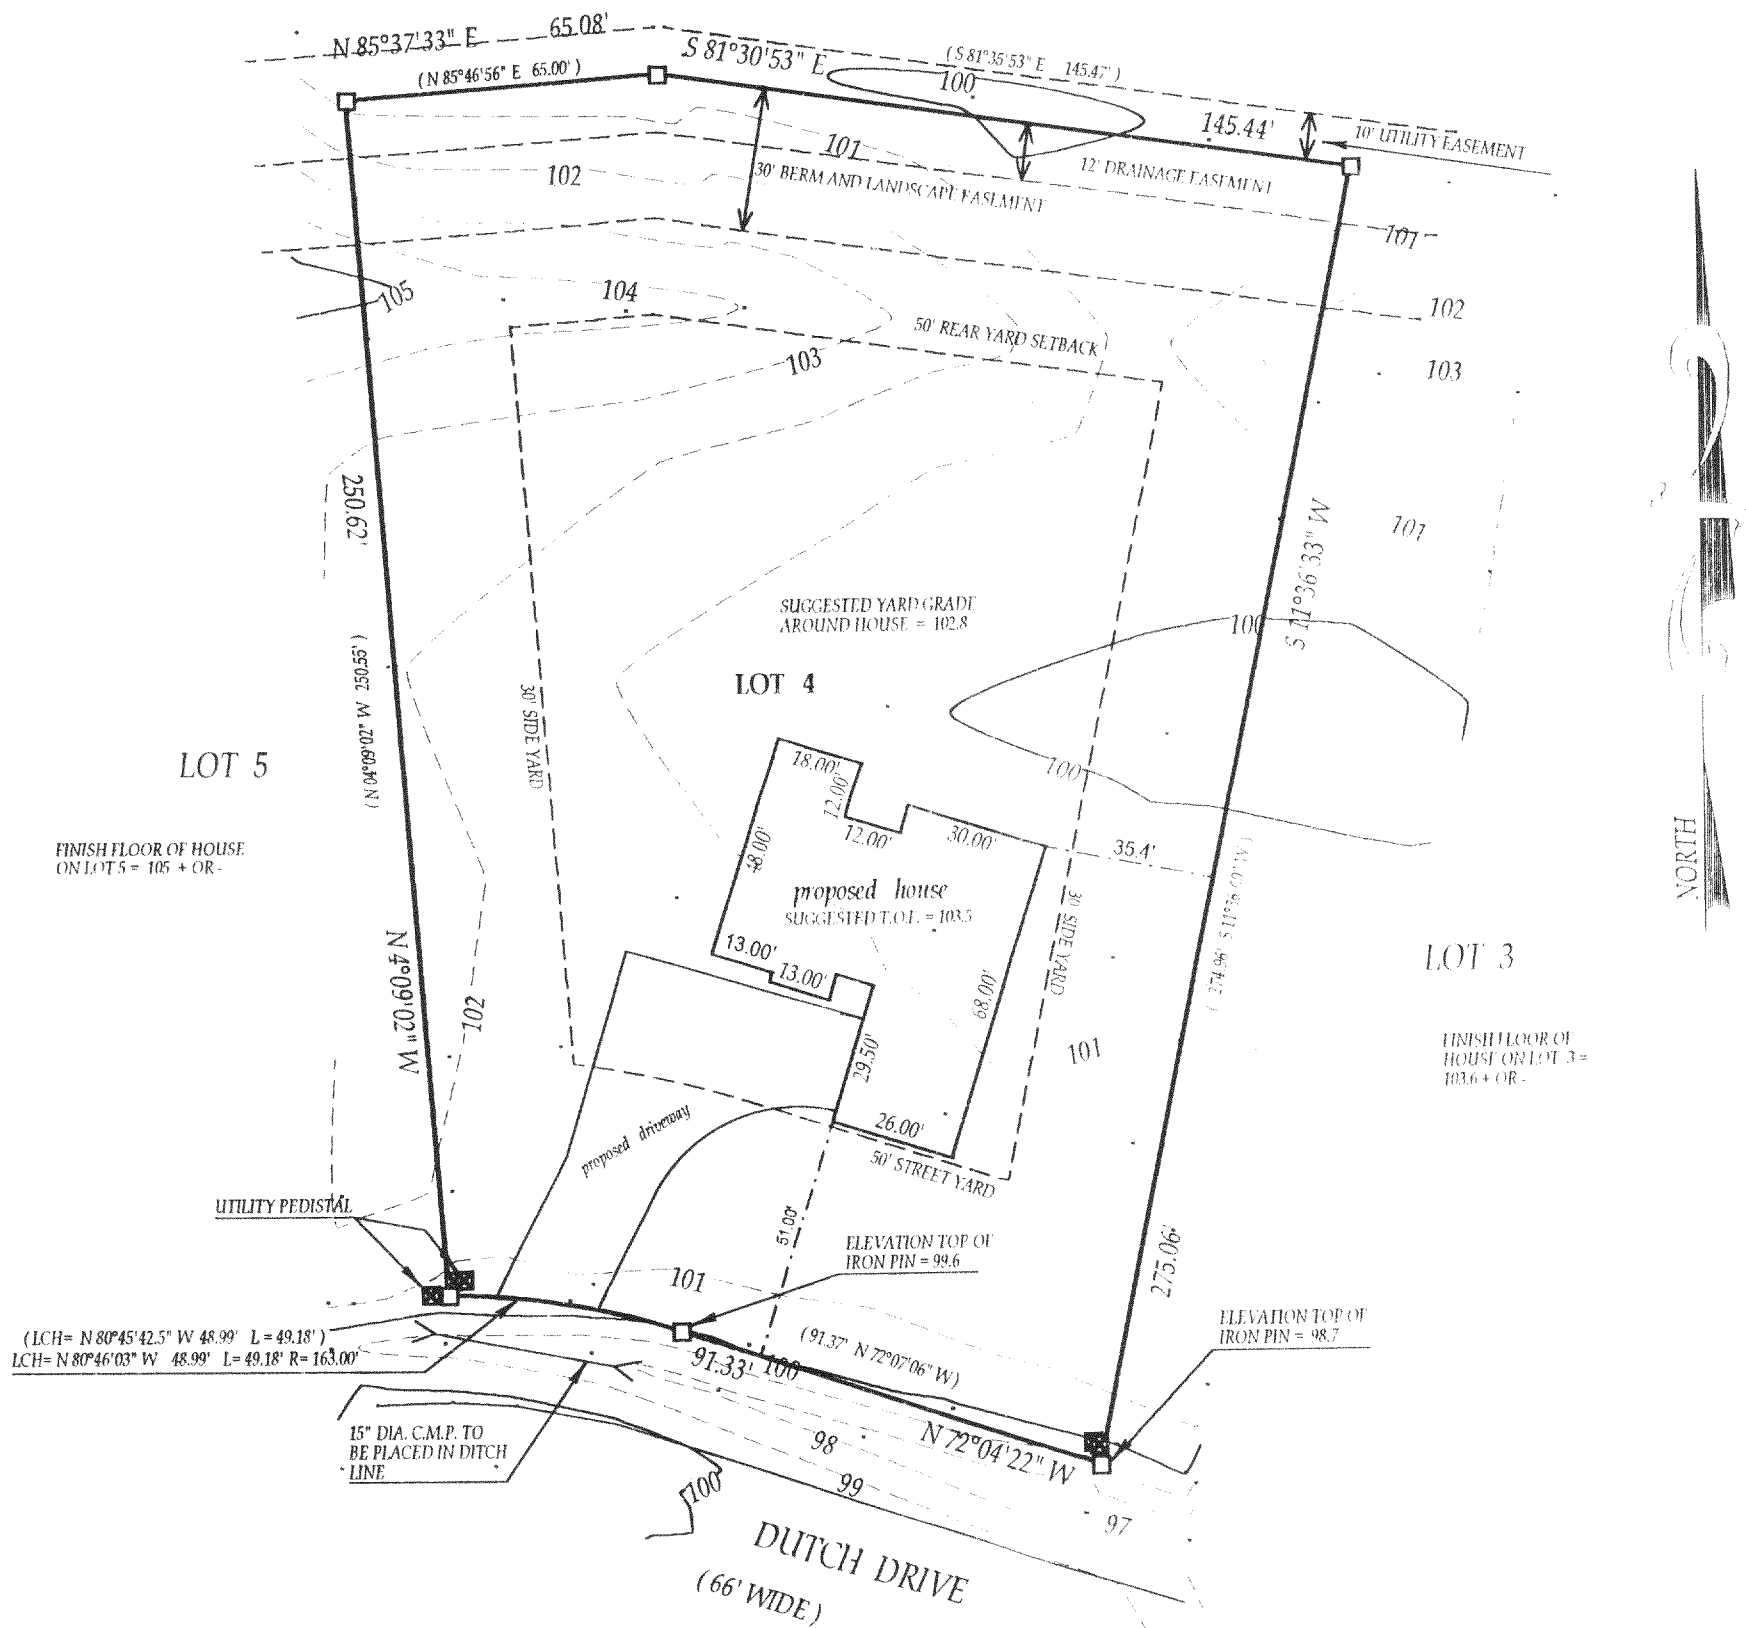 N 85°37'33" E 65.08'
( N 85°46'56" E 65.00' )
S 81°30'53" E
( S 81°35'53" E 145.47' )
100
145.44'
10' UTILITY EASEMENT
101
102
30' BERM AND LANDSCAPE EASEMENT
12' DRAINAGE EASEMENT
101
105
104
102
50' REAR YARD SETBACK
103
103
250.62'
S 11°36'33" W
101
SUGGESTED YARD GRADE
AROUND HOUSE = 102.8
100
LOT 4
( N 04°09'02" W 250.55' )
30' SIDE YARD
LOT 5
18.00'
12.00'
100
12.00'
30.00'
35.4'
FINISH FLOOR OF HOUSE
ON LOT 5 = 105 + OR -
48.00'
proposed house
SUGGESTED T.O.F. = 103.5
30' SIDE YARD
NORTH
13.00'
13.00'
LOT 3
N 4°09'02" W
102
68.00'
29.50'
101
FINISH FLOOR OF
HOUSE ON LOT 3 =
103.6 + OR -
proposed driveway
26.00'
50' STREET YARD
UTILITY PEDISTAL
51.00'
ELEVATION TOP OF
IRON PIN = 99.6
275.06'
101
ELEVATION TOP OF
IRON PIN = 98.7
( LCH= N 80°45'42.5" W 48.99' L = 49.18' )
LCH= N 80°46'03" W 48.99' L= 49.18' R= 163.00'
91.33' 100
( 91.37' N 72°07'06" W )
N 72°04'22" W
15" DIA. C.M.P. TO
BE PLACED IN DITCH
LINE
98
99
100
97
DUTCH DRIVE
( 66' WIDE )